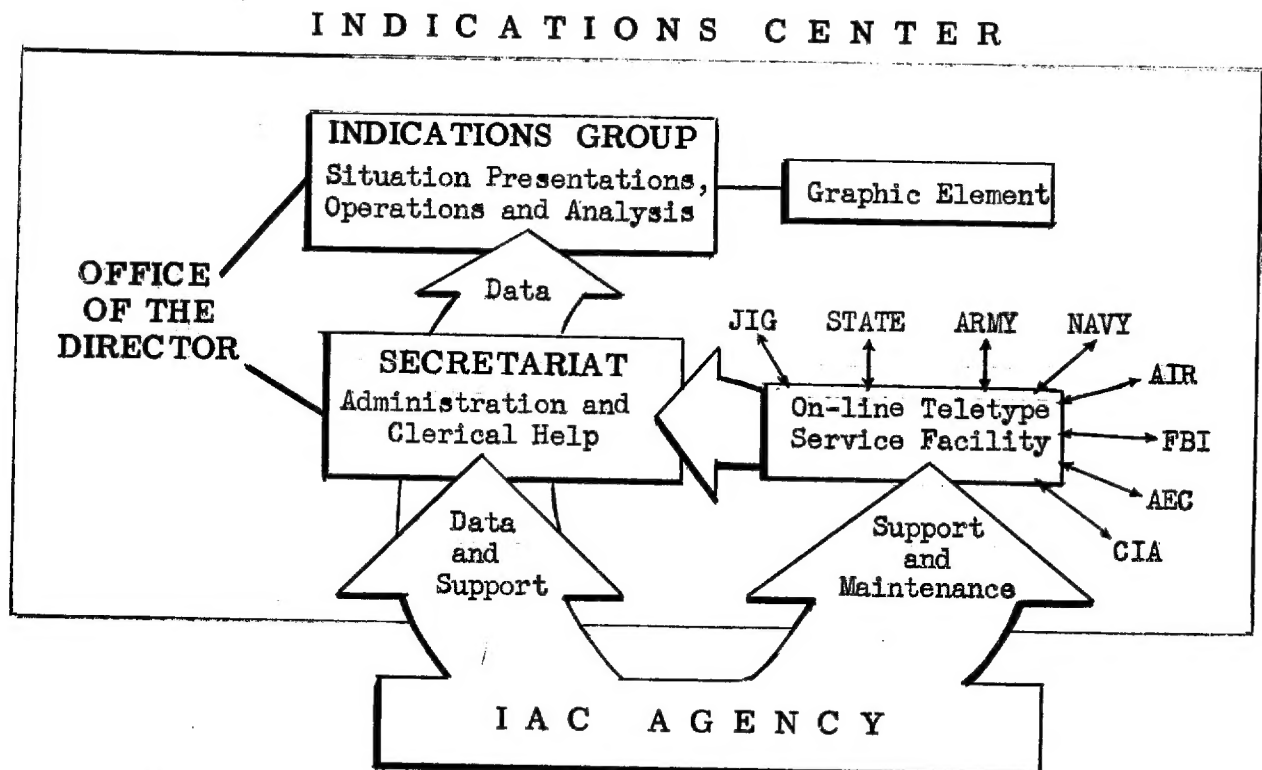 INDICATIONS CENTER
INDICATIONS GROUP
Situation Presentations,
Operations and Analysis
Graphic Element
OFFICE
OF THE
DIRECTOR
Data
JIG
STATE
ARMY
NAVY
AIR
FBI
AEC
CIA
SECRETARIAT
Administration and
Clerical Help
On-line Teletype
Service Facility
Data
and
Support
Support
and
Maintenance
IAC AGENCY